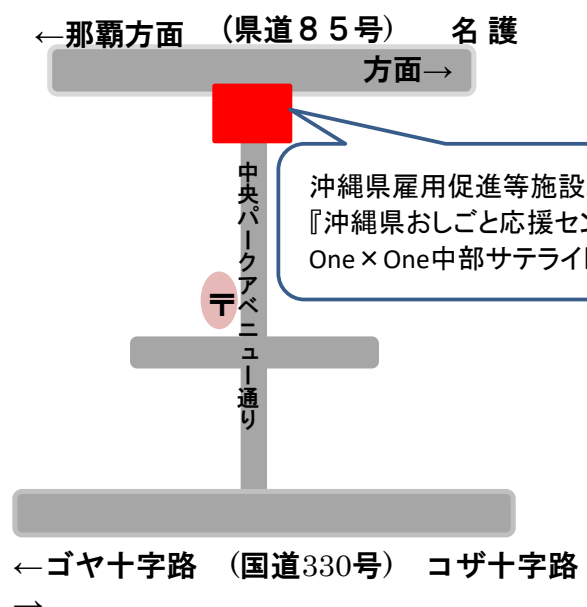 ←那覇方面 (県道85号) 名 護
方面→
沖縄県雇用促進等施設
『沖縄県おしごと応援セン
One×One中部サテライ
中央パークアベニュー通り
〒
←ゴヤ十字路 (国道330号) コザ十字路
→